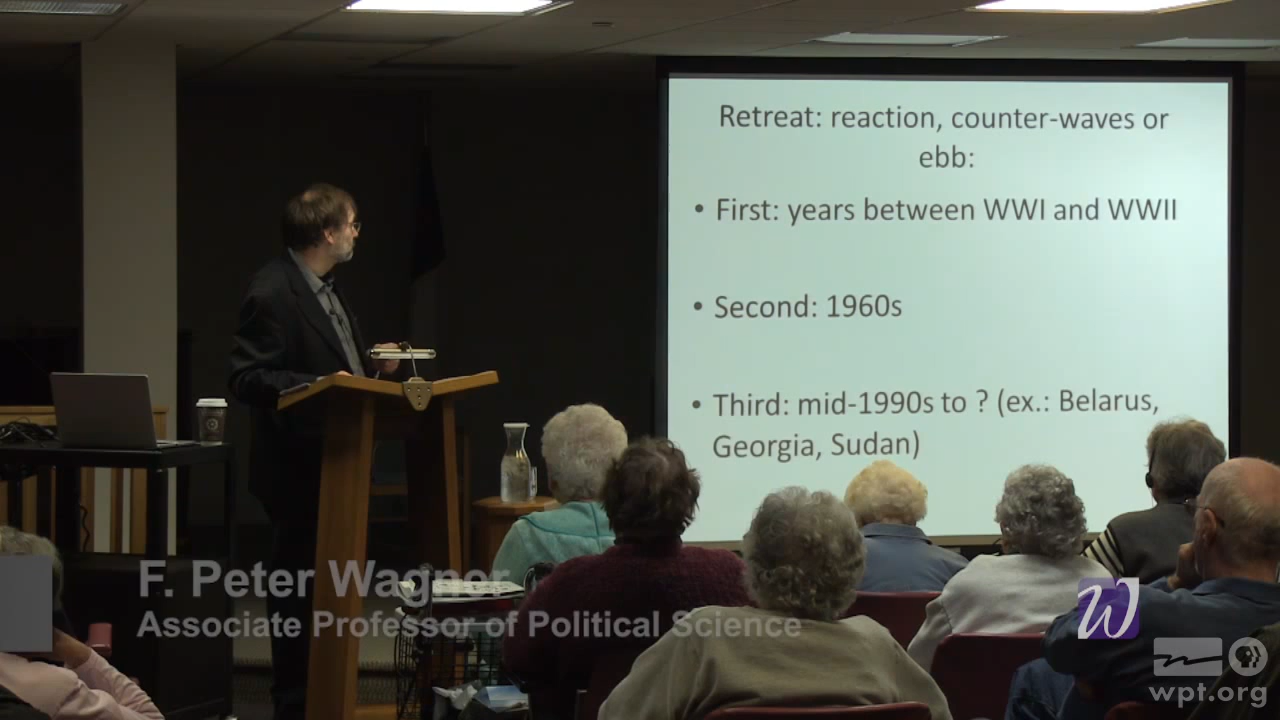 Retreat: reaction, counter-waves or
ebb:
• First: years between WWI and WWII
• Second: 1960s
• Third: mid-1990s to ? (ex.: Belarus,
Georgia, Sudan)
F. Peter Wagner
Associate Professor of Political Science
W
PBS
wpt.org